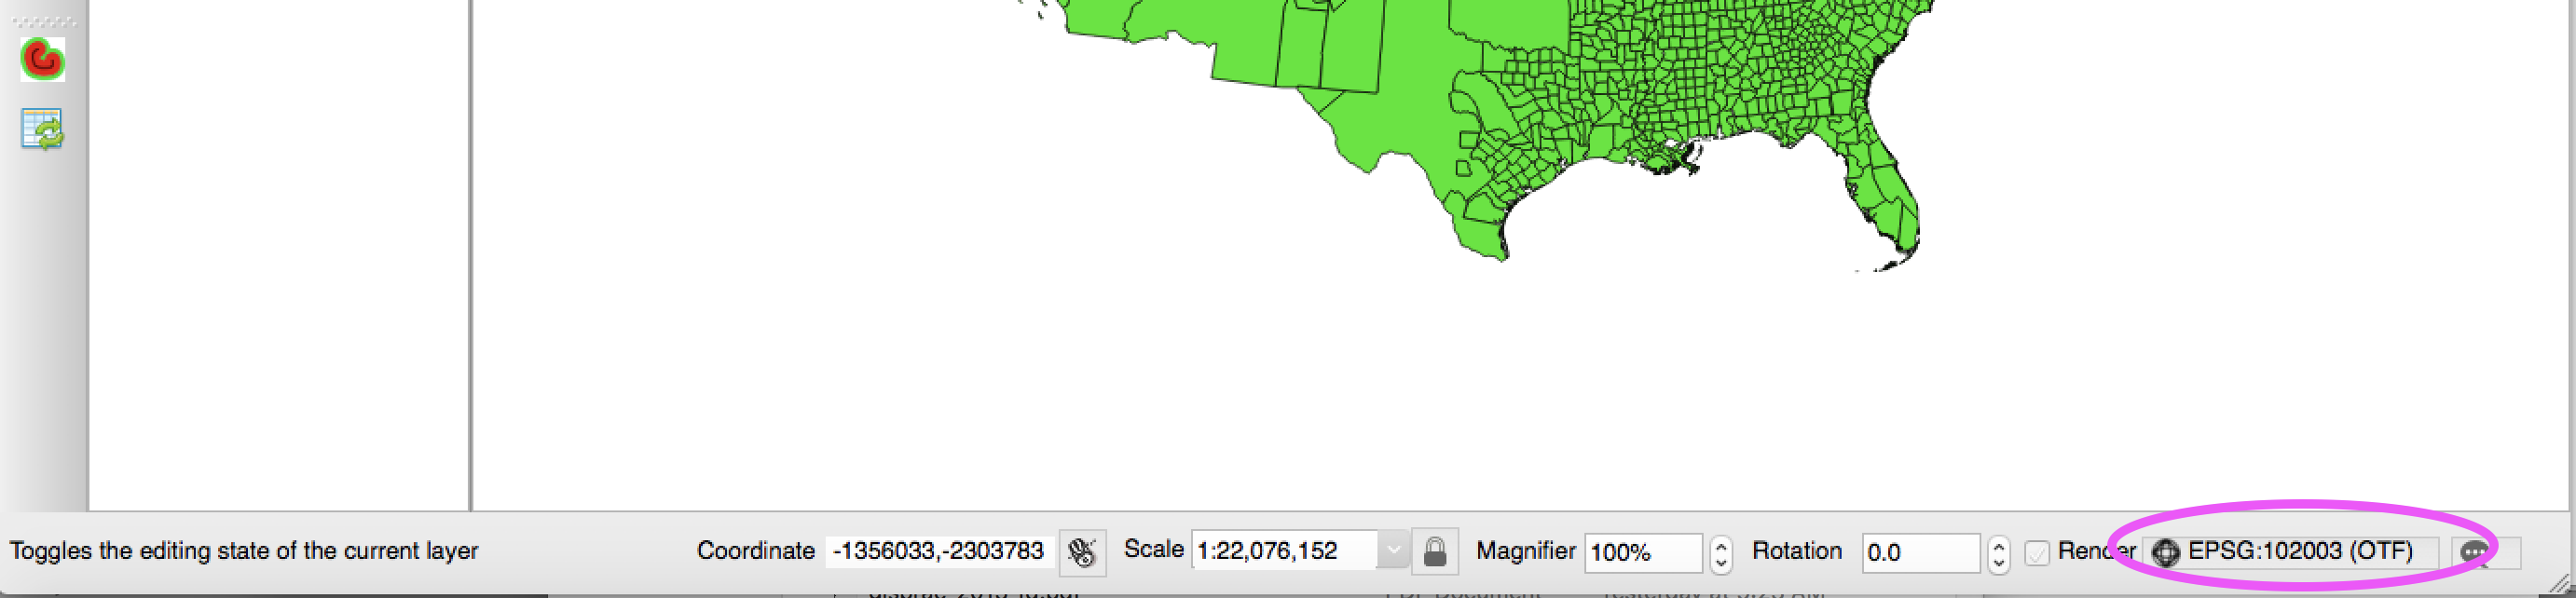 Toggles the editing state of the current layer Coordinate -1356033,-2303783 Scale 1:22,076,152 Magnifier 100% Rotation 0.0 Render EPSG:102003 (OTF)